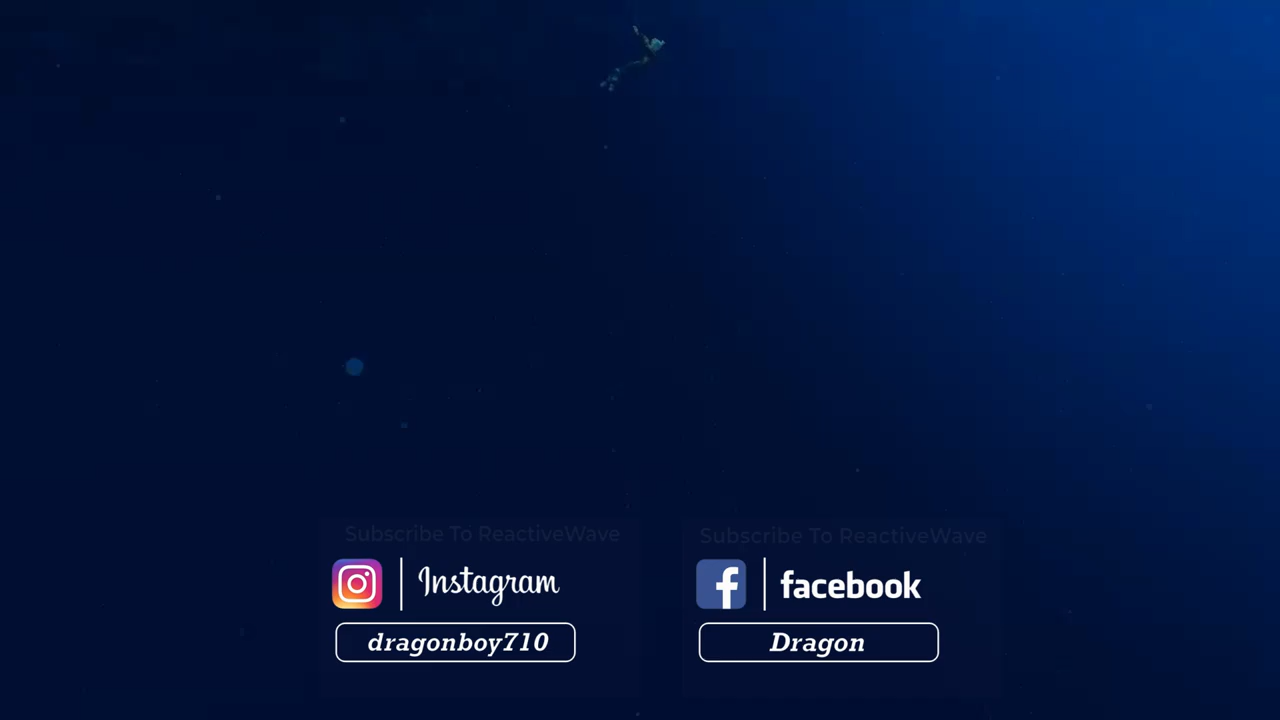 Subscribe To ReactiveWave
Instagram
dragonboy710
Subscribe To ReactiveWave
facebook
Dragon